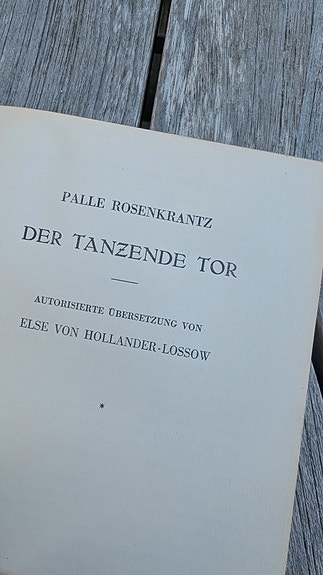 PALLE ROSENKRANTZ
DER TANZENDE TOR
AUTORISIERTE ÜBERSETZUNG VON
ELSE VON HOLLANDER-LOSSOW
*